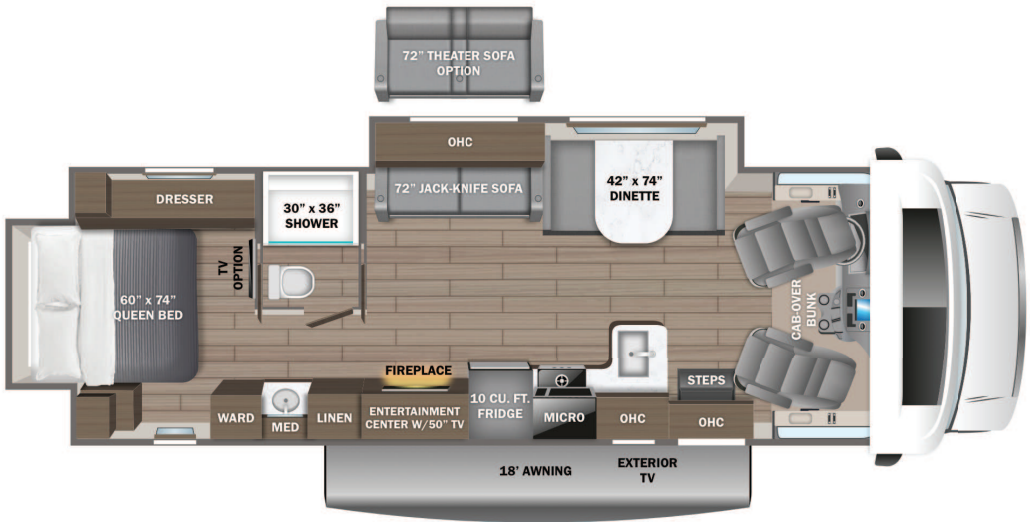 72” THEATER SOFA
OPTION
OHC
72” JACK-KNIFE SOFA
42” x 74”
DINETTE
DRESSER
30” x 36”
SHOWER
TV
OPTION
60” x 74”
QUEEN BED
CAB-OVER
BUNK
FIREPLACE
WARD
MED
LINEN
ENTERTAINMENT
CENTER W/50” TV
10 CU. FT.
FRIDGE
MICRO
OHC
STEPS
OHC
18’ AWNING
EXTERIOR
TV